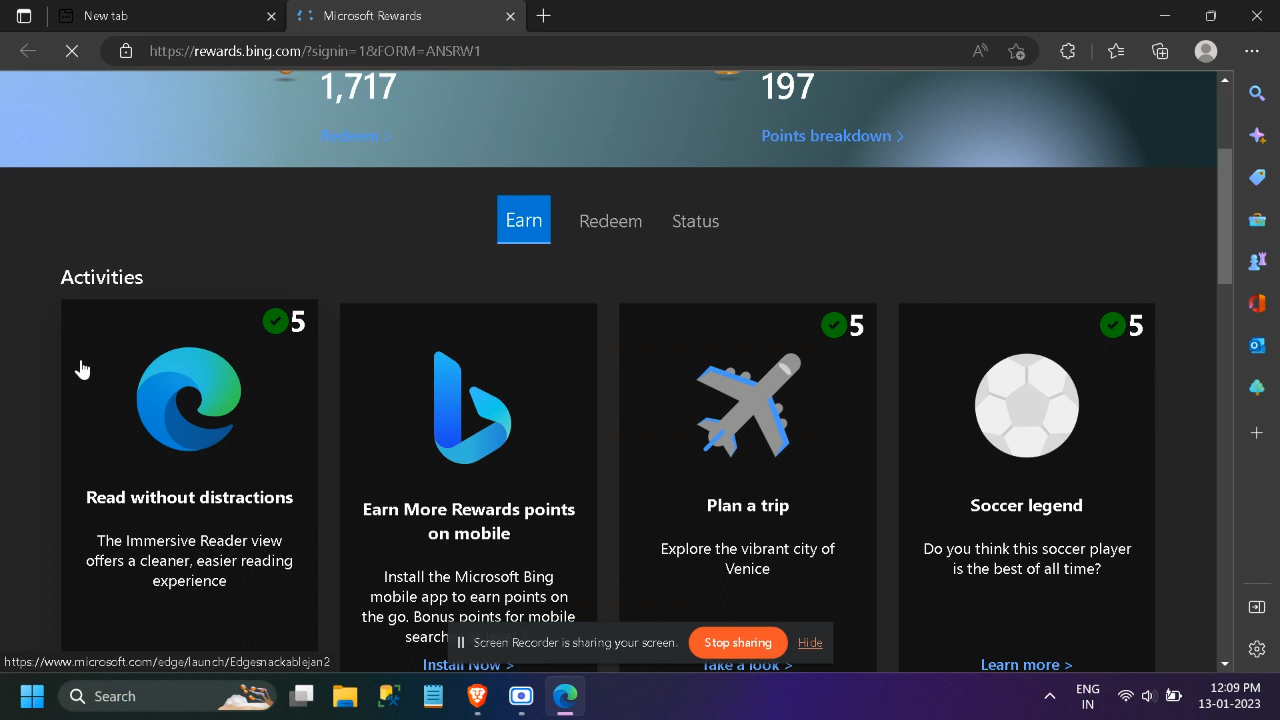 New tab
Microsoft Rewards
https://rewards.bing.com/?signin=1&FORM=ANSRW1
1,717
197
Redeem >
Points breakdown >
Earn
Redeem
Status
Activities
5
5
5
Read without distractions
The Immersive Reader view
offers a cleaner, easier reading
experience
Earn More Rewards points
on mobile
Install the Microsoft Bing
mobile app to earn points on
the go. Bonus points for mobile
Install Now >
Plan a trip
Explore the vibrant city of
Venice
Take a look >
Soccer legend
Do you think this soccer player
is the best of all time?
Learn more >
Screen Recorder is sharing your screen.
Stop sharing
Hide
https://www.microsoft.com/edge/launch/Edgesnackablejan2
Search
ENG
IN
12:09 PM
13-01-2023